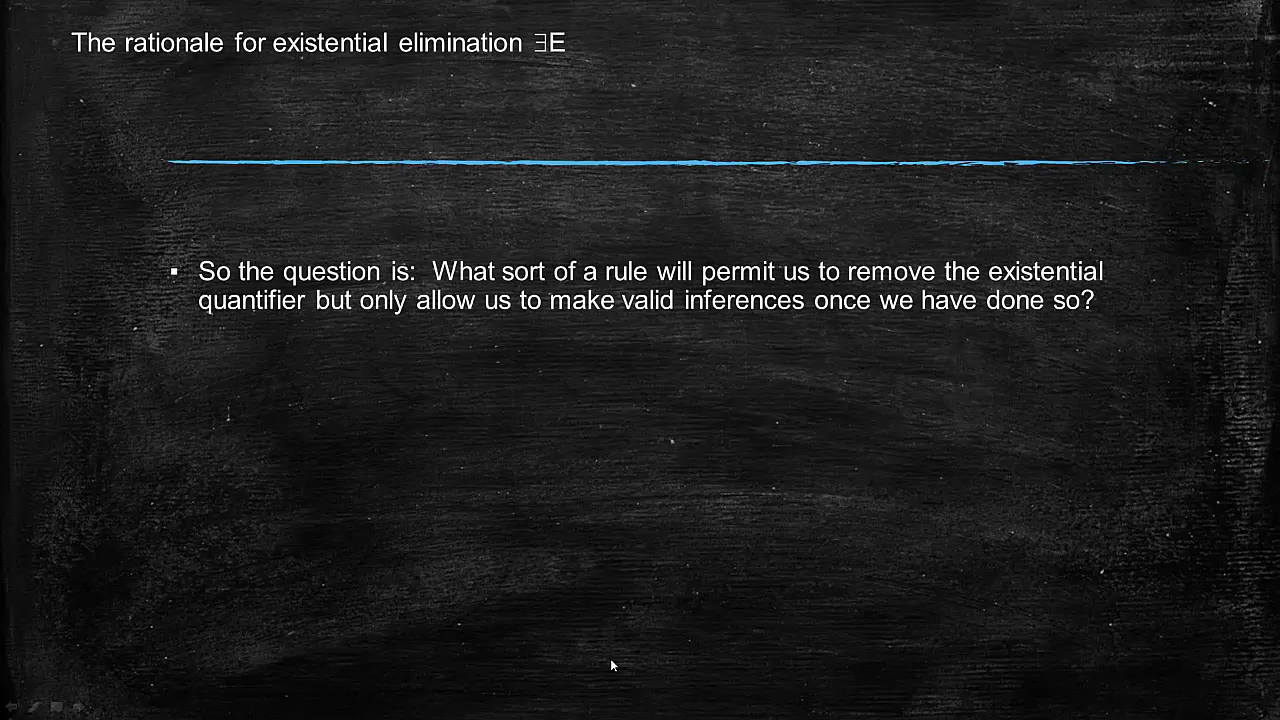 The rationale for existential elimination ∃E
▪ So the question is:  What sort of a rule will permit us to remove the existential
quantifier but only allow us to make valid inferences once we have done so?